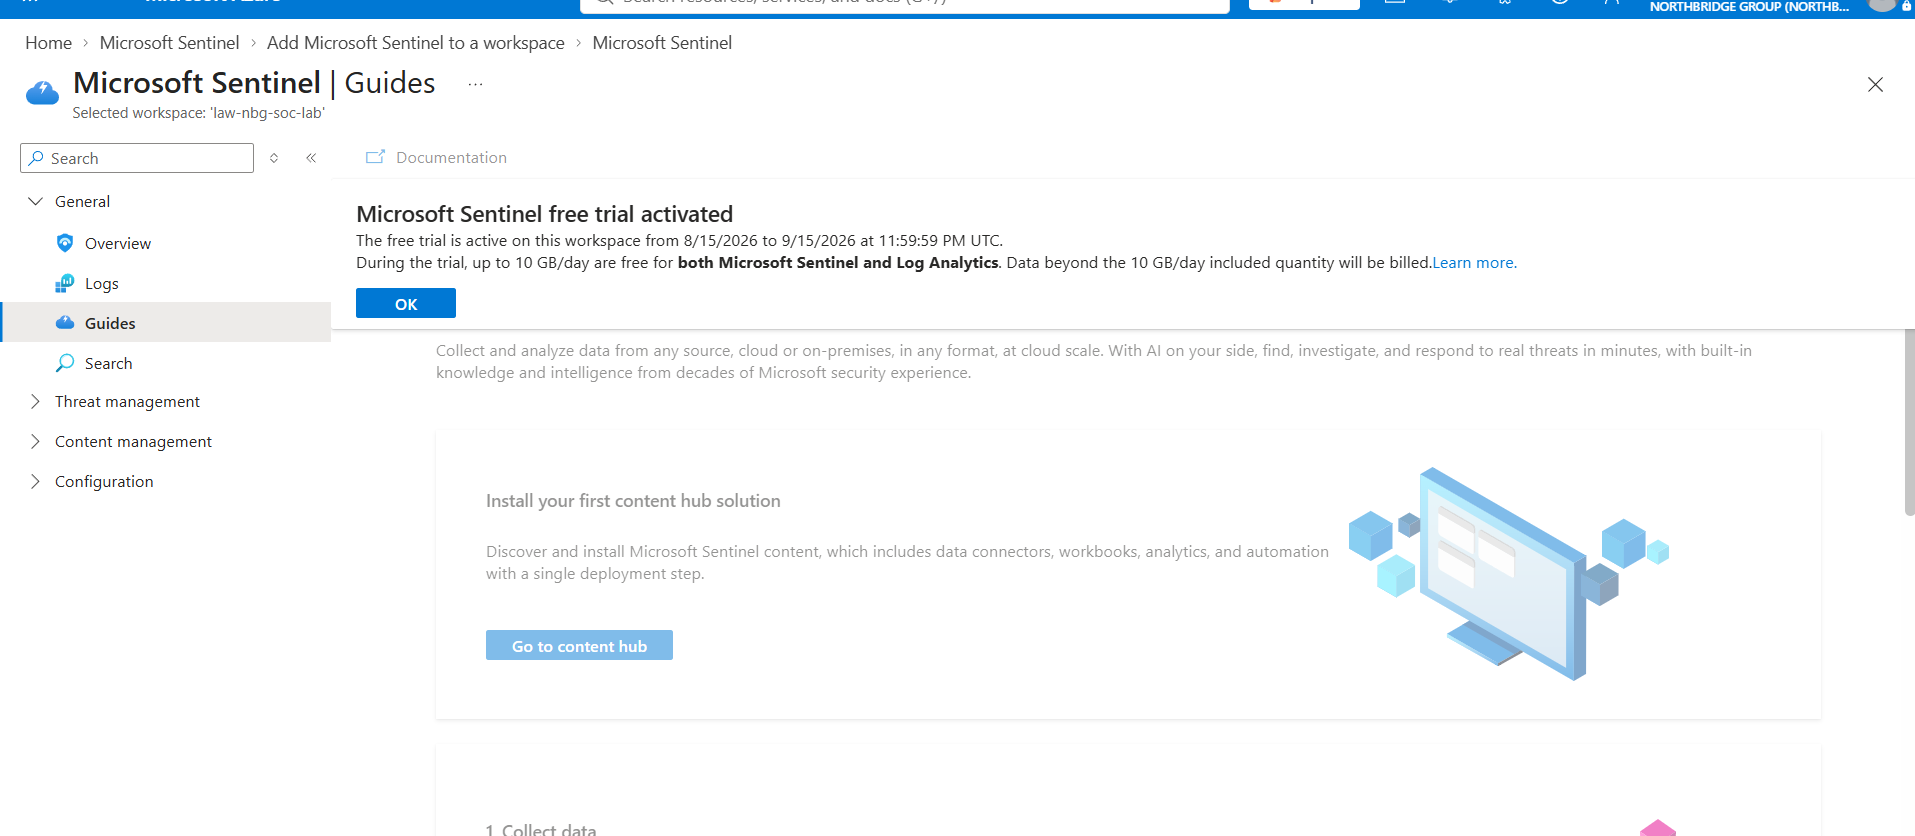 NORTHBRIDGE GROUP (NORTHB...
Home > Microsoft Sentinel > Add Microsoft Sentinel to a workspace > Microsoft Sentinel
Microsoft Sentinel | Guides ...
Selected workspace: 'law-nbg-soc-lab'
Search
Documentation
General
Overview
Logs
Guides
Search
Threat management
Content management
Configuration
Microsoft Sentinel free trial activated
The free trial is active on this workspace from 8/15/2026 to 9/15/2026 at 11:59:59 PM UTC.
During the trial, up to 10 GB/day are free for both Microsoft Sentinel and Log Analytics. Data beyond the 10 GB/day included quantity will be billed.Learn more.
OK
Collect and analyze data from any source, cloud or on-premises, in any format, at cloud scale. With AI on your side, find, investigate, and respond to real threats in minutes, with built-in
knowledge and intelligence from decades of Microsoft security experience.
Install your first content hub solution
Discover and install Microsoft Sentinel content, which includes data connectors, workbooks, analytics, and automation
with a single deployment step.
Go to content hub
1. Collect data